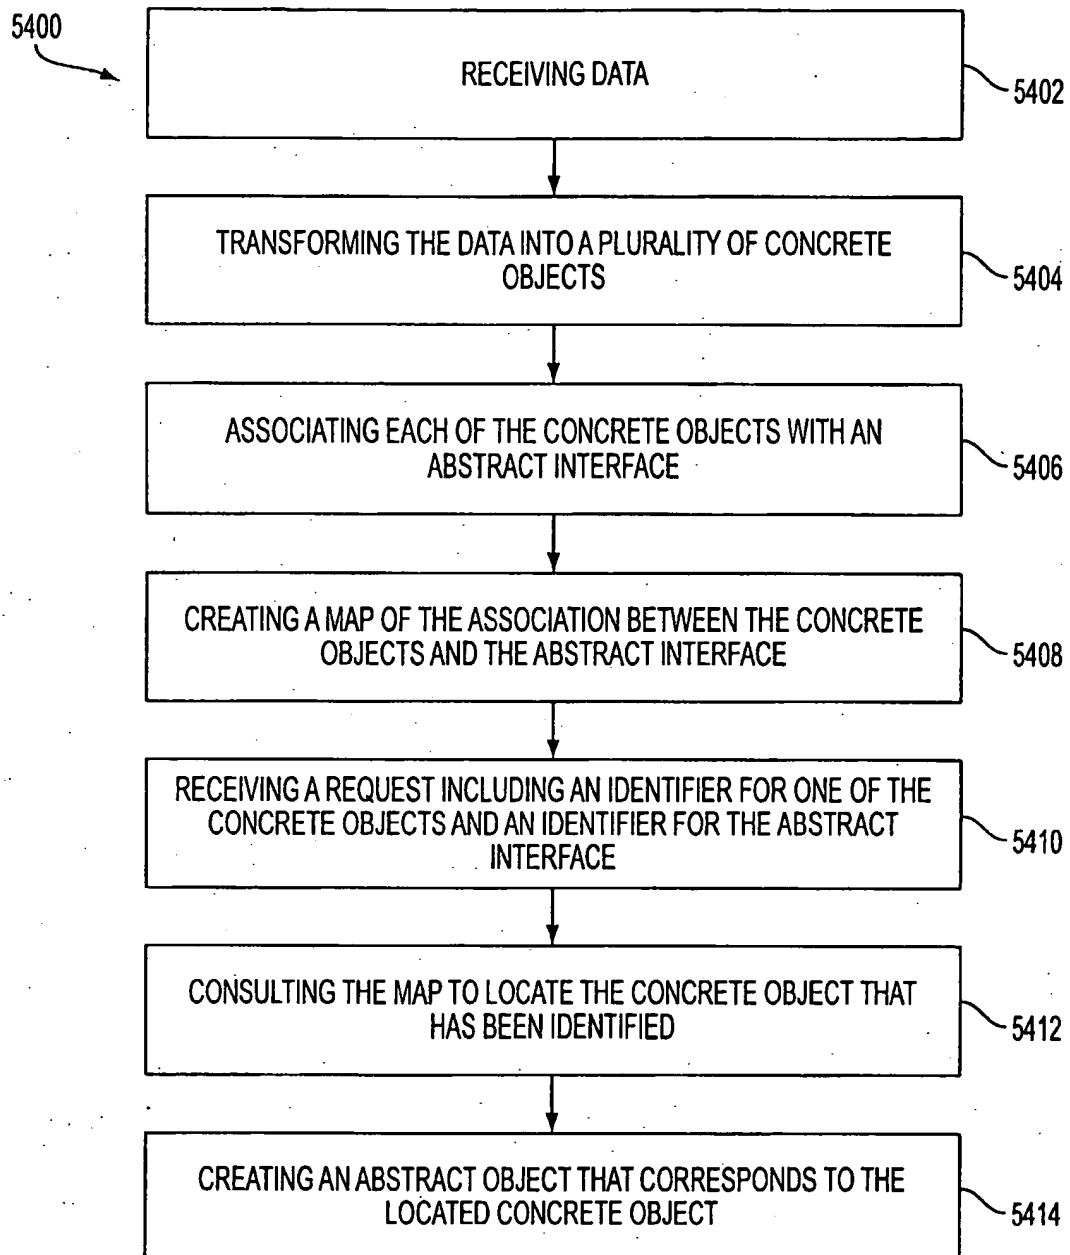 5400
RECEIVING DATA
5402
TRANSFORMING THE DATA INTO A PLURALITY OF CONCRETE
OBJECTS
5404
ASSOCIATING EACH OF THE CONCRETE OBJECTS WITH AN
ABSTRACT INTERFACE
5406
CREATING A MAP OF THE ASSOCIATION BETWEEN THE CONCRETE
OBJECTS AND THE ABSTRACT INTERFACE
5408
RECEIVING A REQUEST INCLUDING AN IDENTIFIER FOR ONE OF THE
CONCRETE OBJECTS AND AN IDENTIFIER FOR THE ABSTRACT
INTERFACE
5410
CONSULTING THE MAP TO LOCATE THE CONCRETE OBJECT THAT
HAS BEEN IDENTIFIED
5412
CREATING AN ABSTRACT OBJECT THAT CORRESPONDS TO THE
LOCATED CONCRETE OBJECT
5414